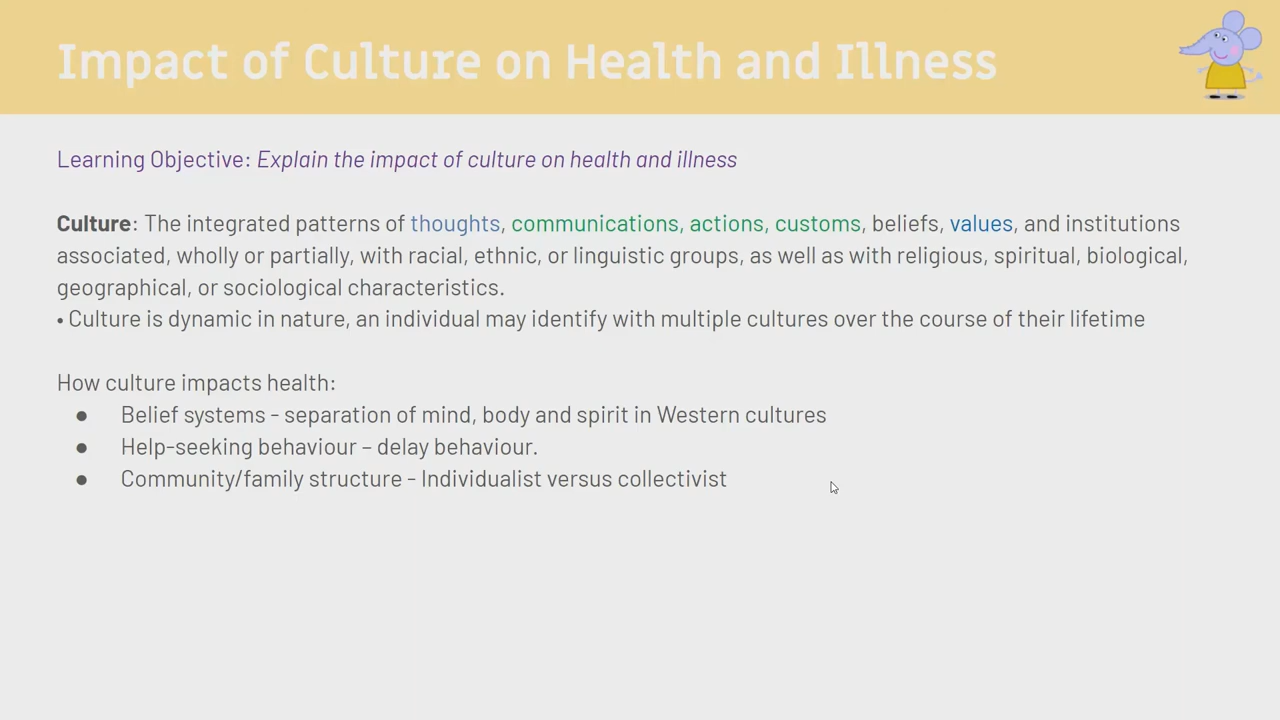 Impact of Culture on Health and Illness
Learning Objective: Explain the impact of culture on health and illness
Culture: The integrated patterns of thoughts, communications, actions, customs, beliefs, values, and institutions
associated, wholly or partially, with racial, ethnic, or linguistic groups, as well as with religious, spiritual, biological,
geographical, or sociological characteristics.
• Culture is dynamic in nature, an individual may identify with multiple cultures over the course of their lifetime
How culture impacts health:
● Belief systems - separation of mind, body and spirit in Western cultures
● Help-seeking behaviour – delay behaviour.
● Community/family structure - Individualist versus collectivist